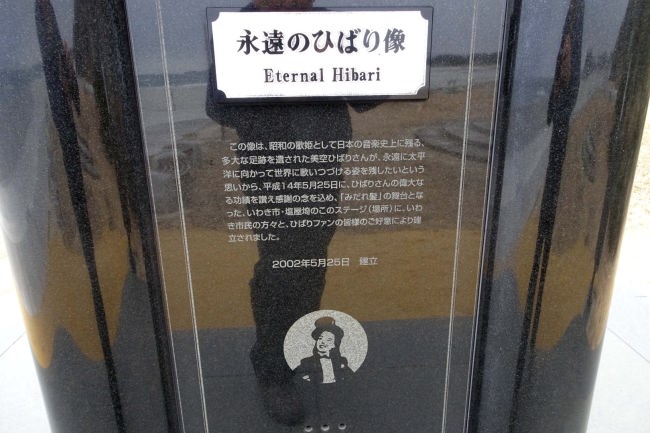 永遠のひばり像
Eternal Hibari
この像は、昭和の歌姫として日本の音楽史上に残る、
多大な足跡を遺された美空ひばりさんが、永遠に太平
洋に向かって世界に歌いつづける姿を残したいという
思いから、平成14年5月25日に、ひばりさんの偉大な
る功績を讃え感謝の念を込め、「みだれ髪」の舞台とな
った、いわき市・塩屋埼のこのステージ(場所)に、いわ
き市民の方々と、ひばりファンの皆様のご好意により建
立されました。
2002年5月25日 建立